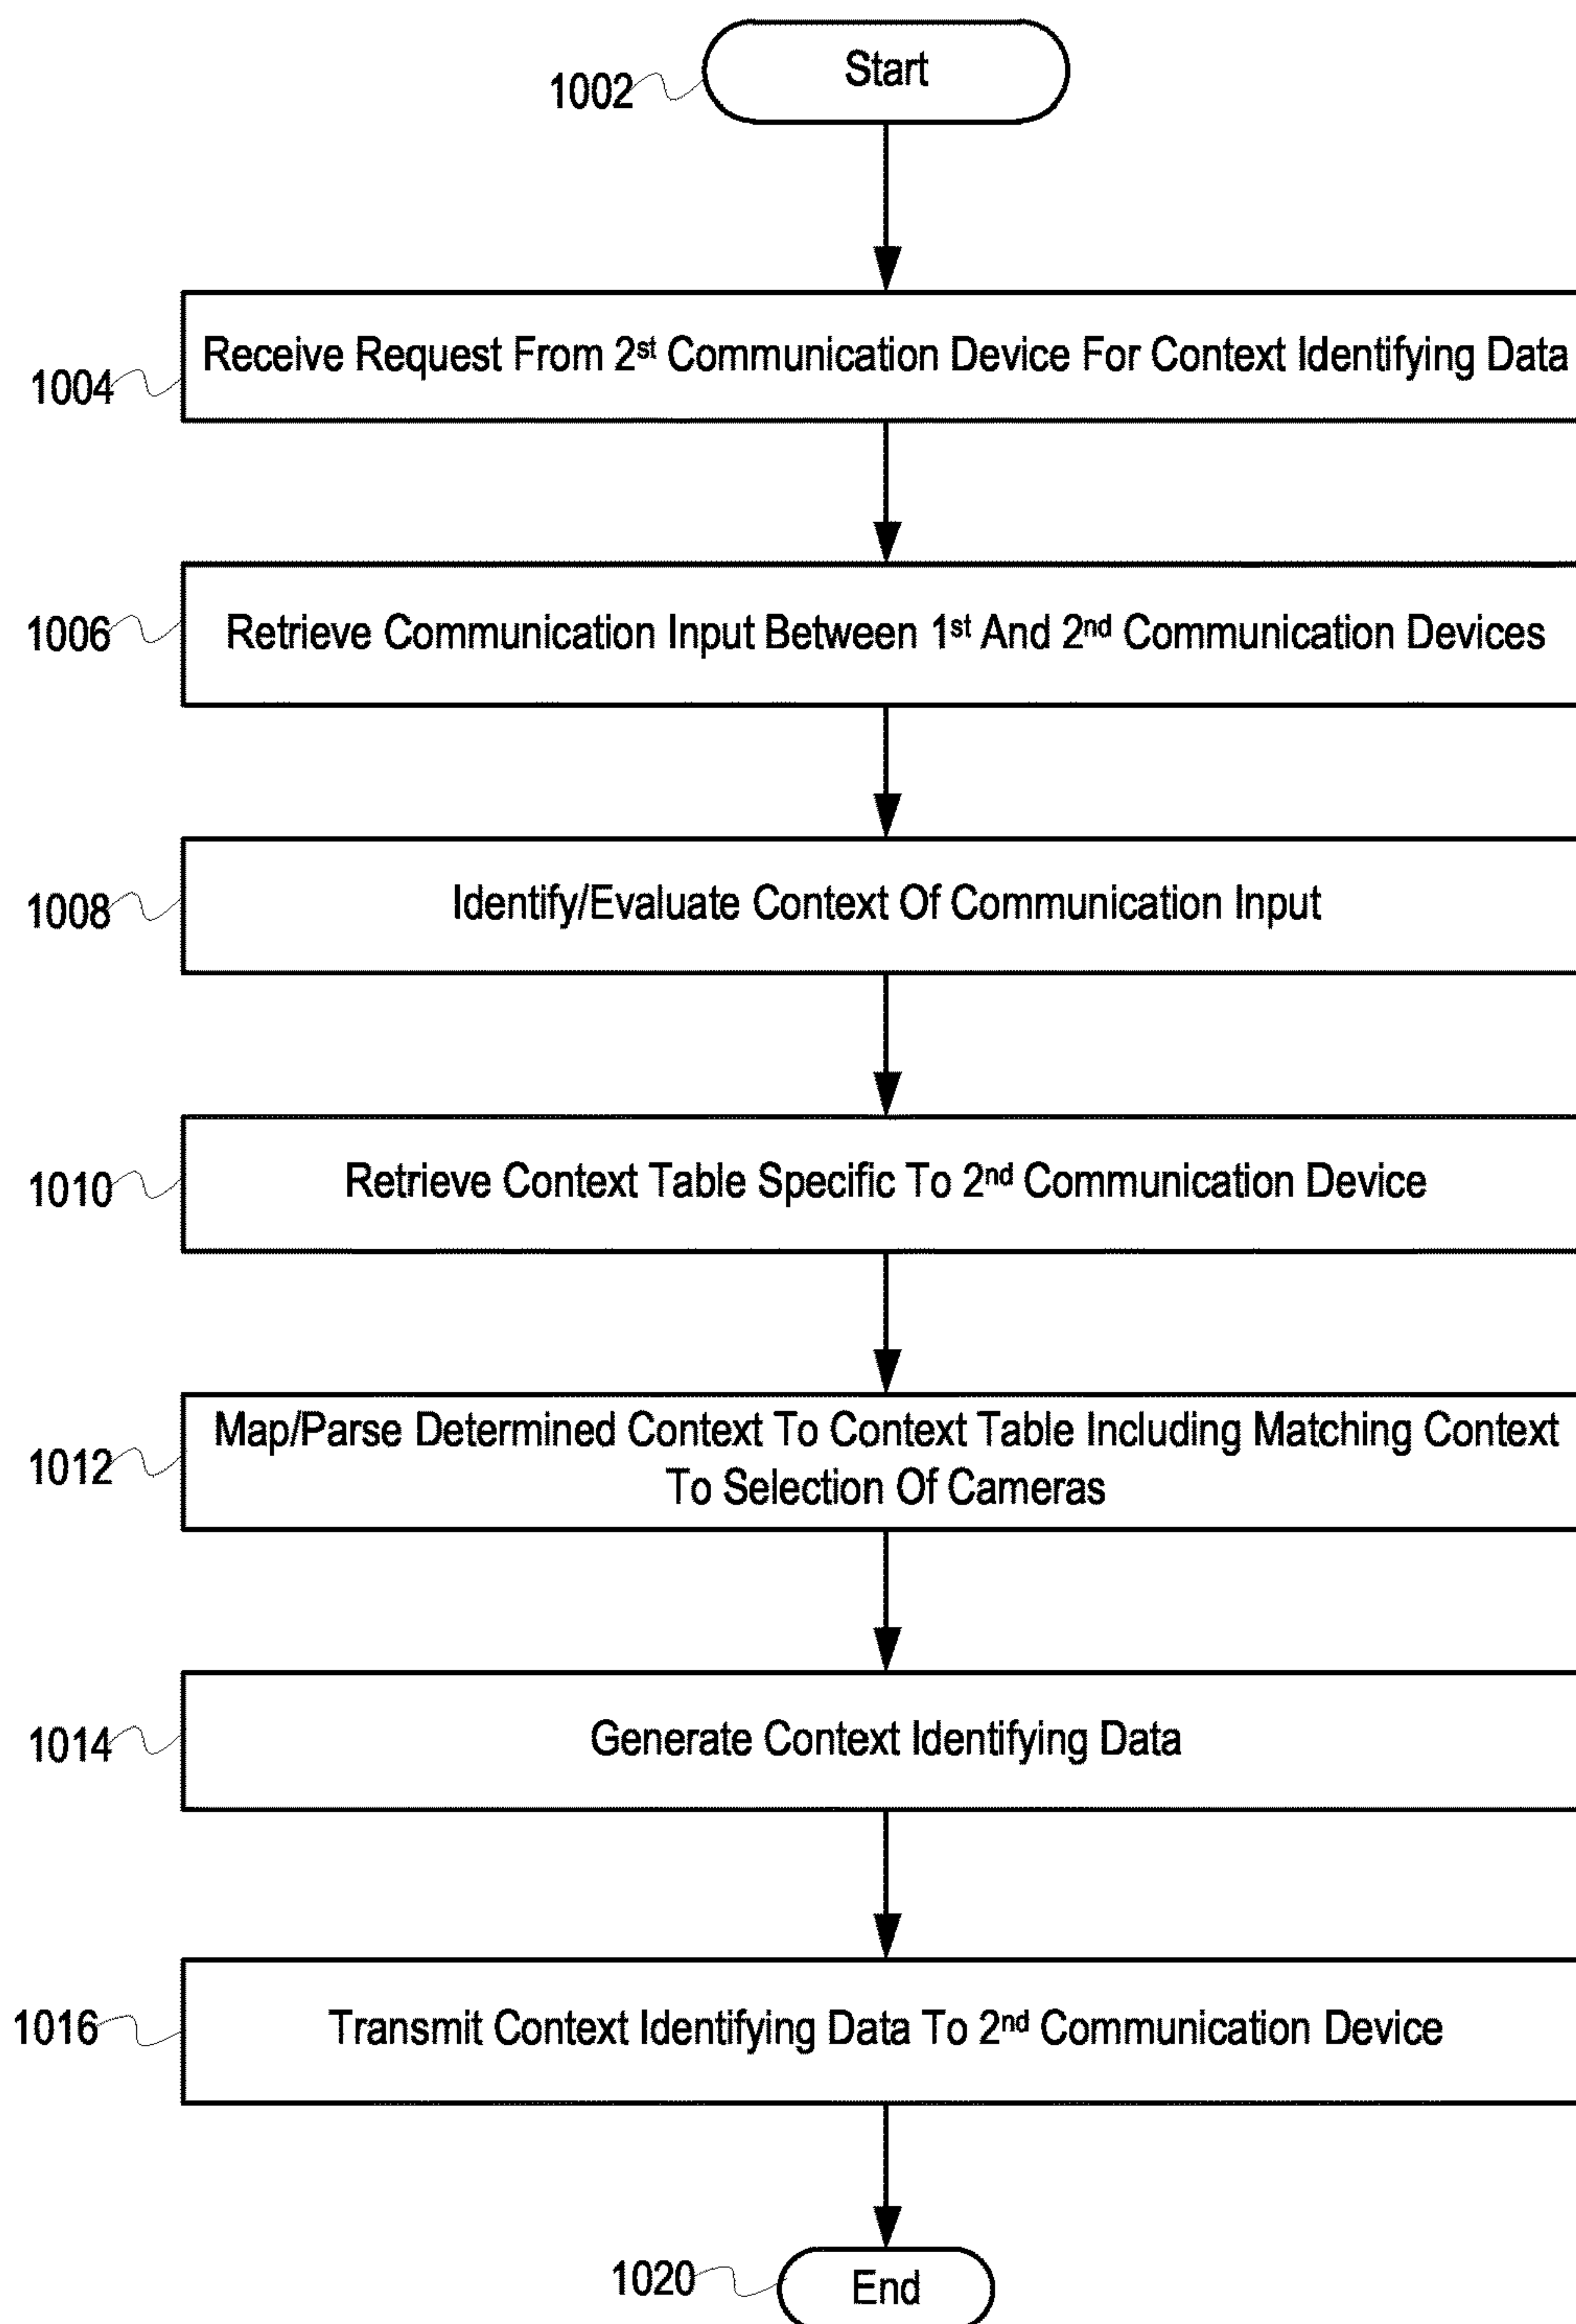 1002
Start
1004
Receive Request From 2st Communication Device For Context Identifying Data
1006
Retrieve Communication Input Between 1st And 2nd Communication Devices
1008
Identify/Evaluate Context Of Communication Input
1010
Retrieve Context Table Specific To 2nd Communication Device
1012
Map/Parse Determined Context To Context Table Including Matching Context
To Selection Of Cameras
1014
Generate Context Identifying Data
1016
Transmit Context Identifying Data To 2nd Communication Device
1020
End